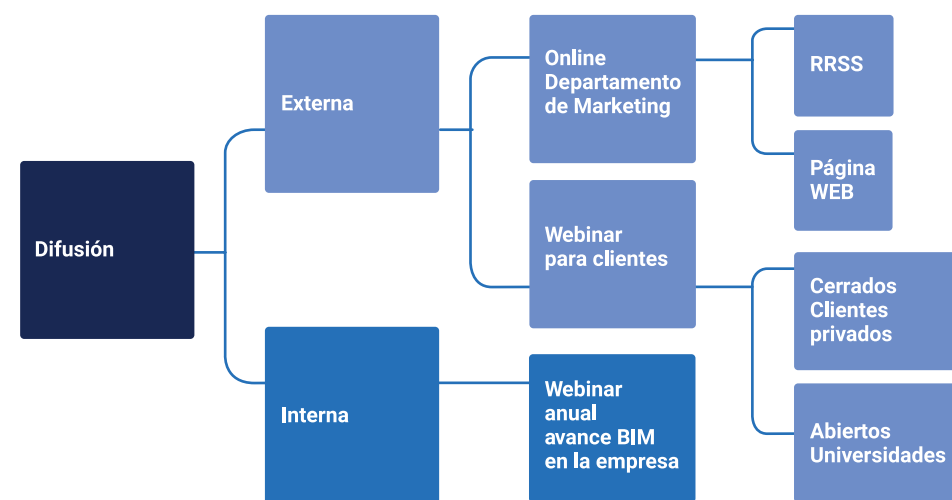 Difusión
Externa
Online
Departamento
de Marketing
RRSS
Página
WEB
Webinar
para clientes
Cerrados
Clientes
privados
Abiertos
Universidades
Interna
Webinar
anual
avance BIM
en la empresa